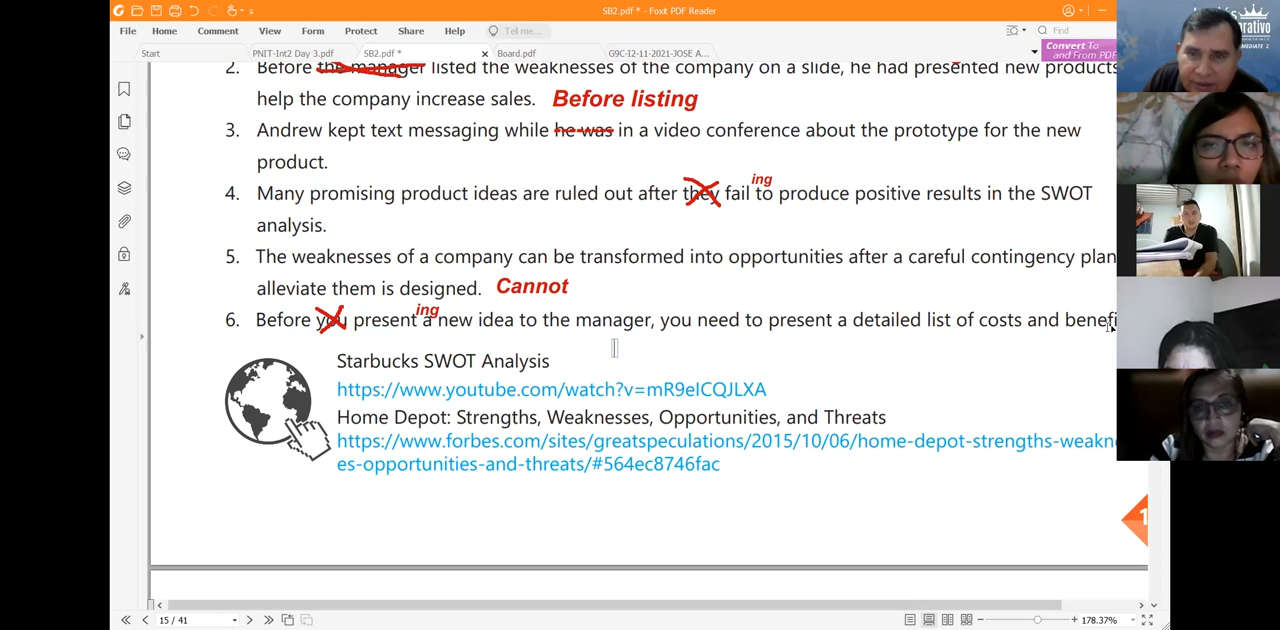 SB2.pdf * - Foxit PDF Reader
File Home Comment View Form Protect Share Help Tell me... Find
Start PNIT-Int2 Day 3.pdf SB2.pdf * Board.pdf G9C-12-11-2021-JOSE A...
Convert To
and From PDF
2. Before the manager listed the weaknesses of the company on a slide, he had presented new products
help the company increase sales. Before listing
3. Andrew kept text messaging while he was in a video conference about the prototype for the new
product.
ing
4. Many promising product ideas are ruled out after they fail to produce positive results in the SWOT
analysis.
5. The weaknesses of a company can be transformed into opportunities after a careful contingency plan
alleviate them is designed. Cannot
ing
6. Before you present a new idea to the manager, you need to present a detailed list of costs and benefi
Starbucks SWOT Analysis
https://www.youtube.com/watch?v=mR9eICQJLXA
Home Depot: Strengths, Weaknesses, Opportunities, and Threats
https://www.forbes.com/sites/greatspeculations/2015/10/06/home-depot-strengths-weakn
es-opportunities-and-threats/#564ec8746fac
1
15 / 41 178.37%